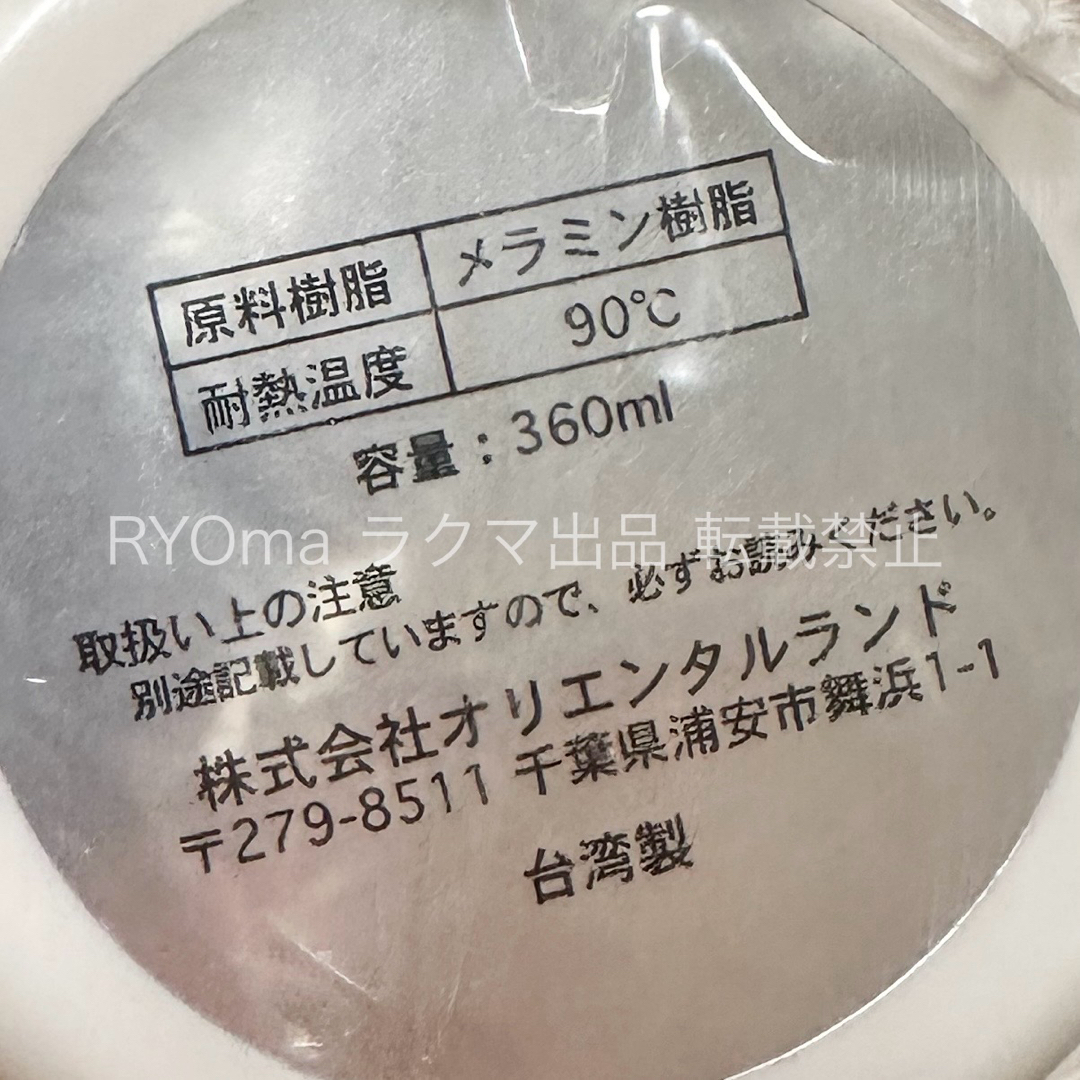 原料樹脂 メラミン樹脂
耐熱温度 90℃
容量：360ml
RYOma ラクマ出品 転載禁止
取扱い上の注意
別途記載していますので、必ずお読みください。
株式会社オリエンタルランド
〒279-8511 千葉県浦安市舞浜1-1
台湾製